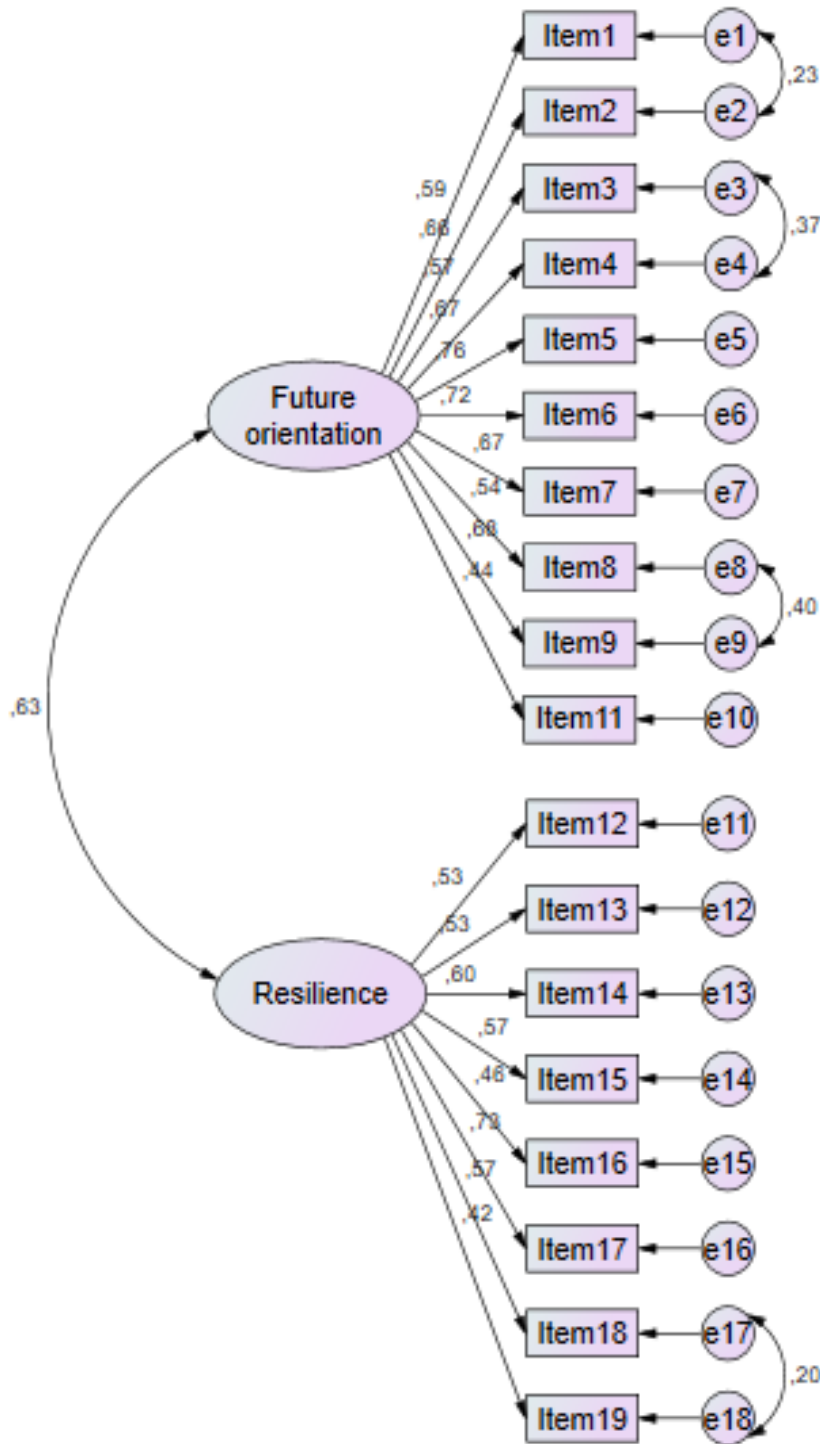 Item1
e1
,23
Item2
e2
Item3
e3
,59
,66
,37
Item4
e4
,57
,67
Item5
e5
,76
,72
Future
orientation
Item6
e6
,67
Item7
e7
,54
,68
Item8
e8
,44
,40
Item9
e9
Item11
e10
,63
Item12
e11
,53
Item13
e12
,53
,60
Resilience
Item14
e13
,57
Item15
e14
,46
,73
Item16
e15
,57
,42
Item17
e16
Item18
e17
,20
Item19
e18